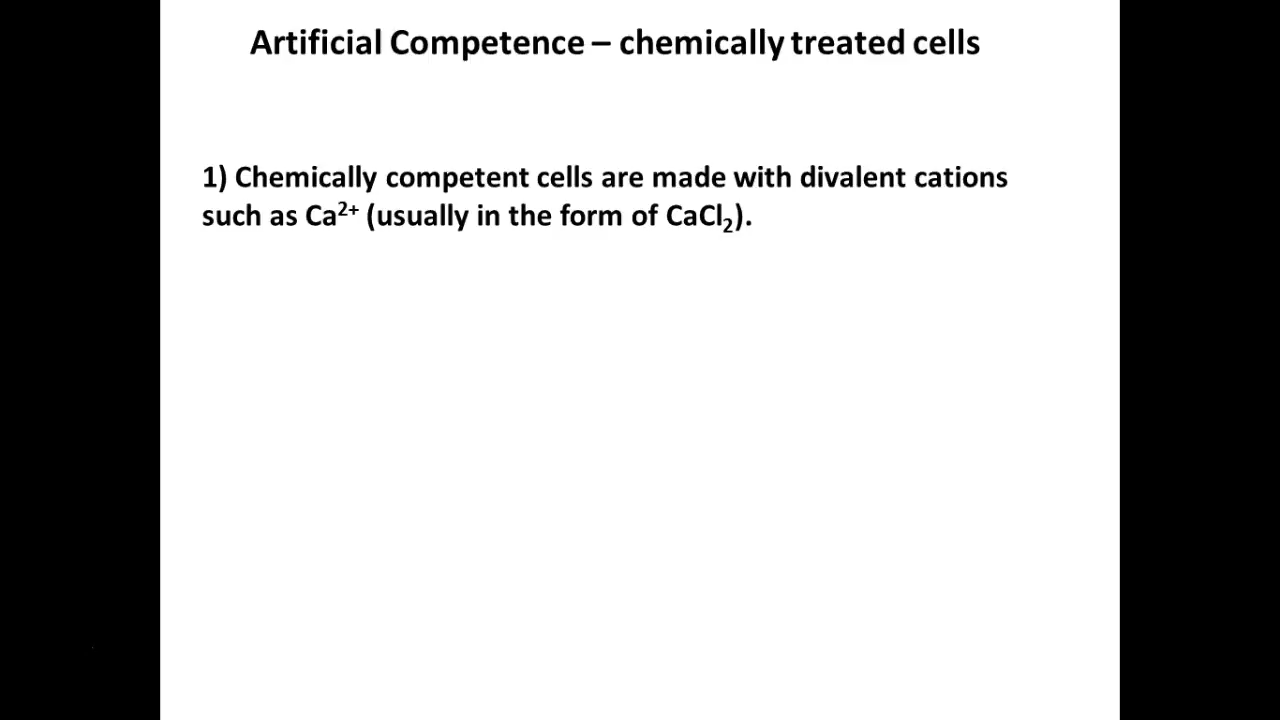 Artificial Competence – chemically treated cells
1) Chemically competent cells are made with divalent cations
such as Ca²⁺ (usually in the form of CaCl₂).